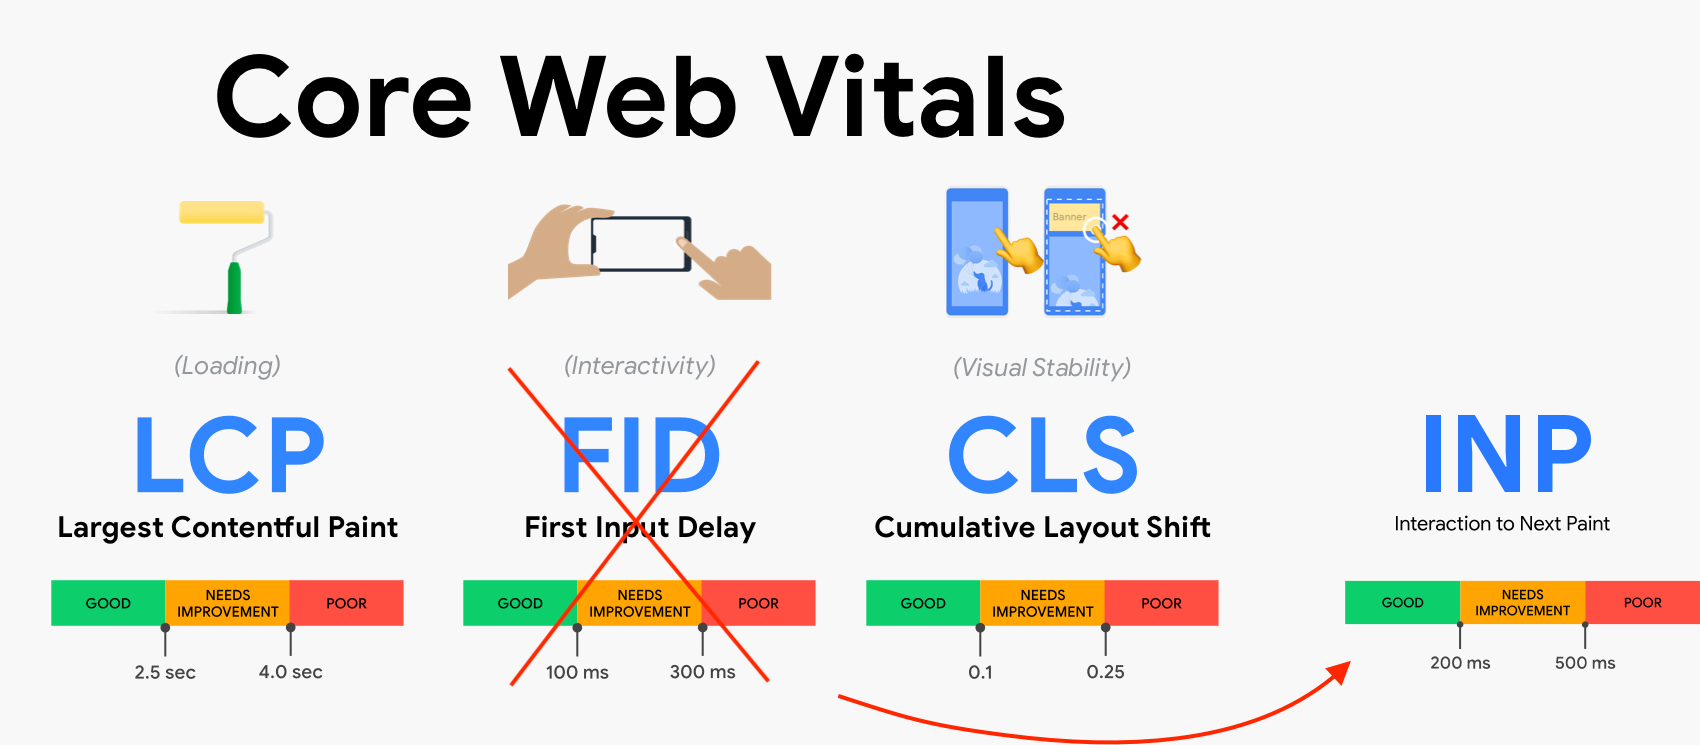 Core Web Vitals
Banner
(Loading)
(Interactivity)
(Visual Stability)
LCP
FID
CLS
INP
Largest Contentful Paint
First Input Delay
Cumulative Layout Shift
Interaction to Next Paint
GOOD
NEEDS
IMPROVEMENT
POOR
GOOD
NEEDS
IMPROVEMENT
POOR
GOOD
NEEDS
IMPROVEMENT
POOR
GOOD
NEEDS
IMPROVEMENT
POOR
2.5 sec
4.0 sec
100 ms
300 ms
0.1
0.25
200 ms
500 ms